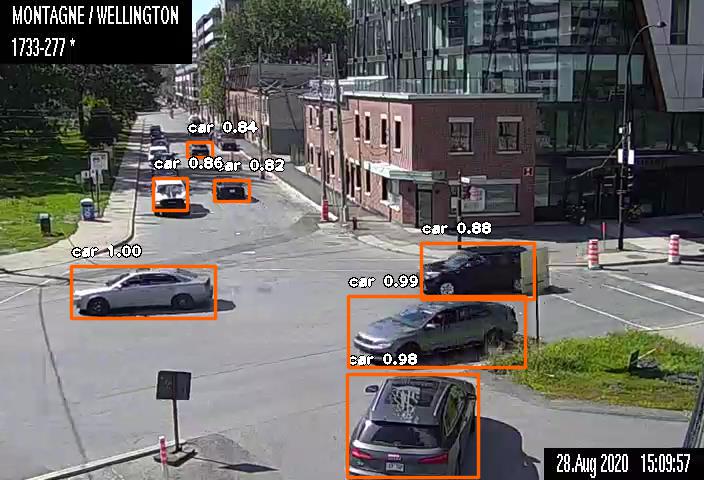 MONTAGNE / WELLINGTON
1733-277 *
car 0.84
car 0.86
car 0.82
car 1.00
car 0.88
car 0.99
car 0.98
28.Aug 2020 15:09:57